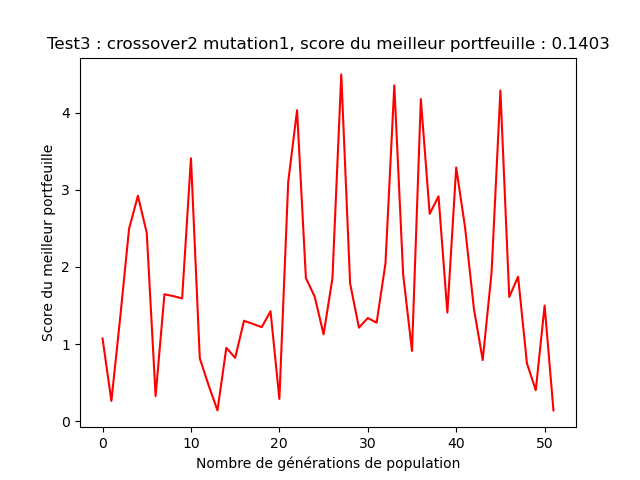 Test3 : crossover2 mutation1, score du meilleur portfeuille : 0.1403
Score du meilleur portfeuille
4
3
2
1
0
0 10 20 30 40 50
Nombre de générations de population